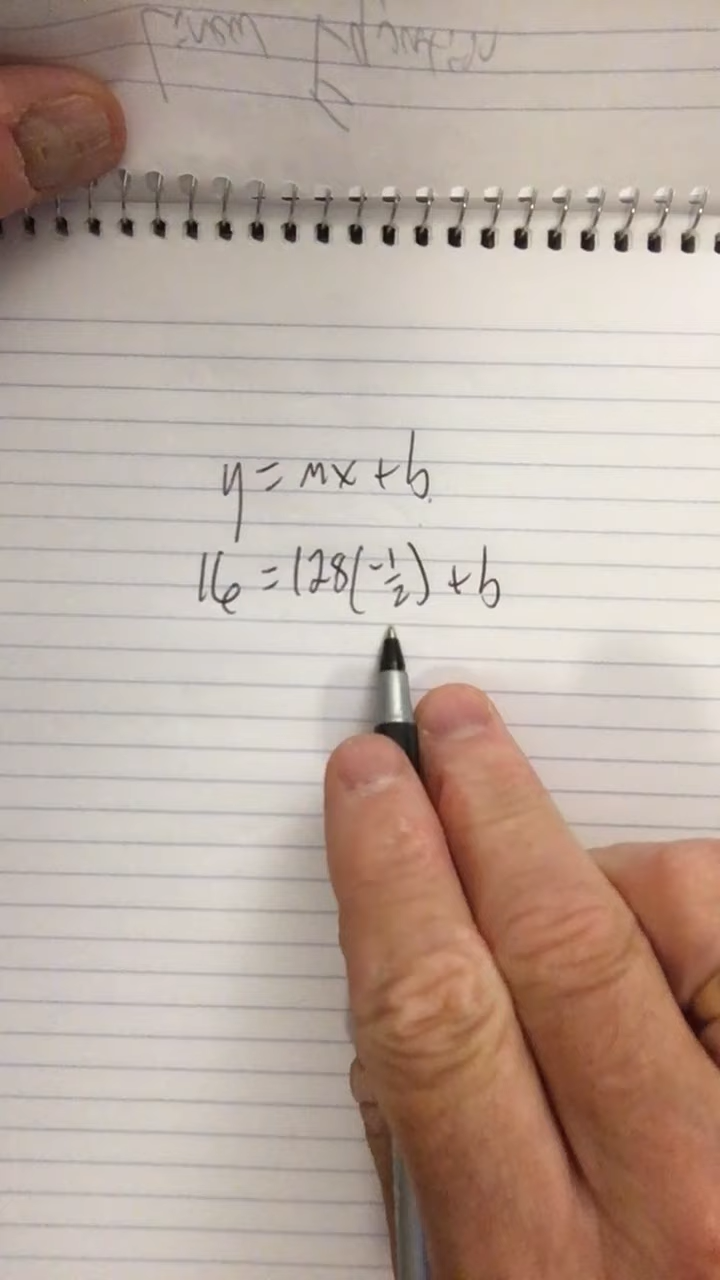 y = mx + b
16 = 128(-1/2) + b